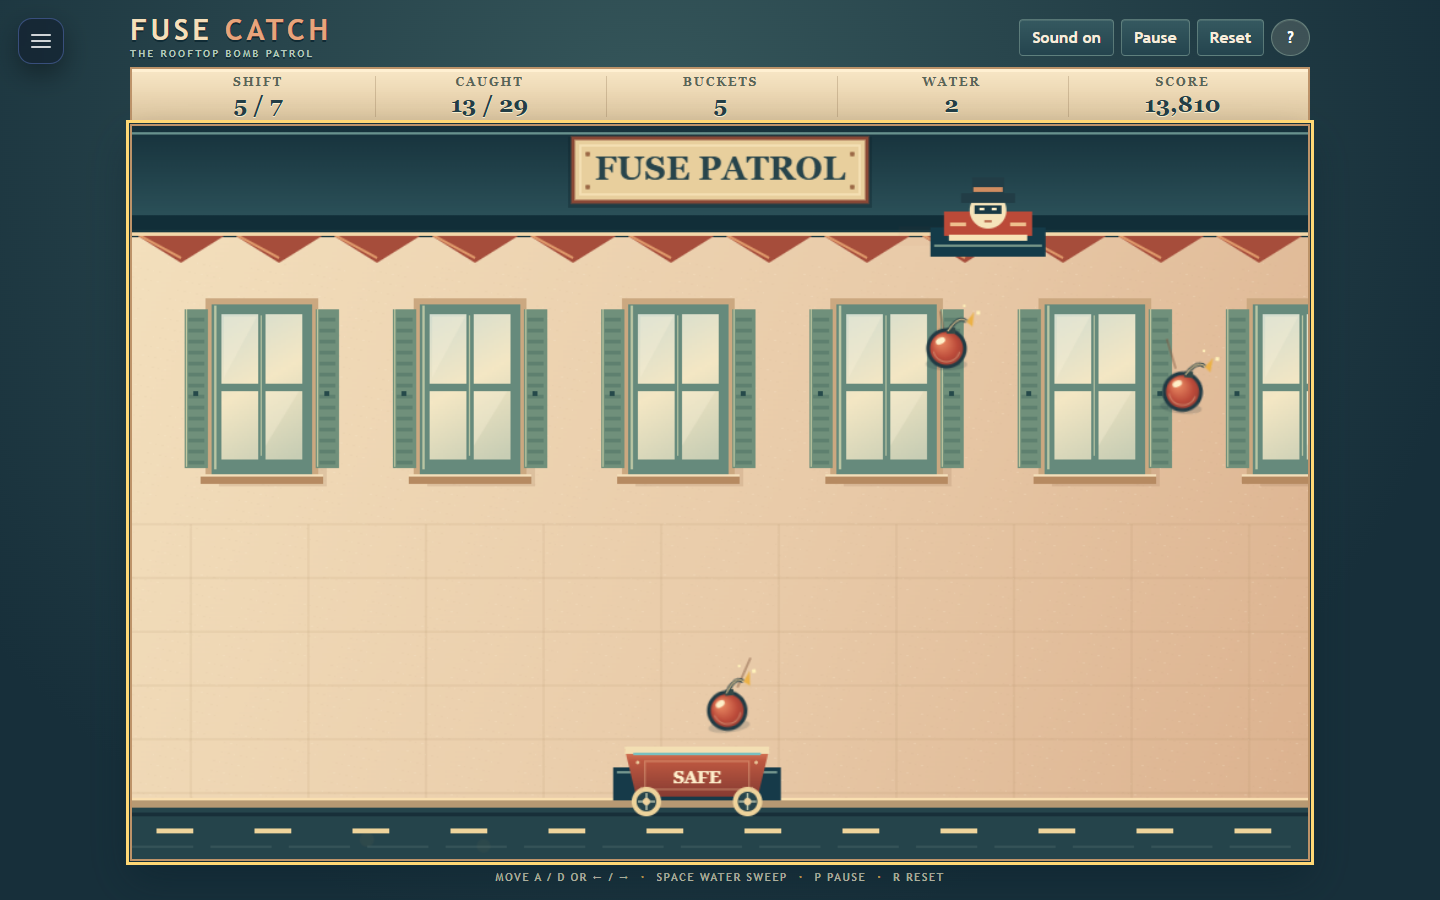 FUSE CATCH
THE ROOFTOP BOMB PATROL
Sound on
Pause
Reset
?
SHIFT
5 / 7
CAUGHT
13 / 29
BUCKETS
5
WATER
2
SCORE
13,810
FUSE PATROL
SAFE
MOVE A / D OR ← / → · SPACE WATER SWEEP · P PAUSE · R RESET